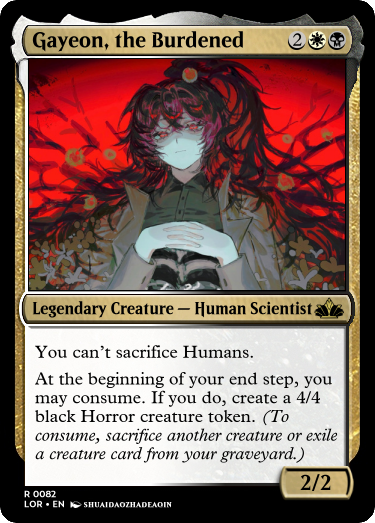 Gayeon, the Burdened 2
Legendary Creature — Human Scientist
You can't sacrifice Humans.
At the beginning of your end step, you
may consume. If you do, create a 4/4
black Horror creature token. (To
consume, sacrifice another creature or exile
a creature card from your graveyard.)
2/2
R 0082
LOR • EN SHUAIDAOZHADEAOIN